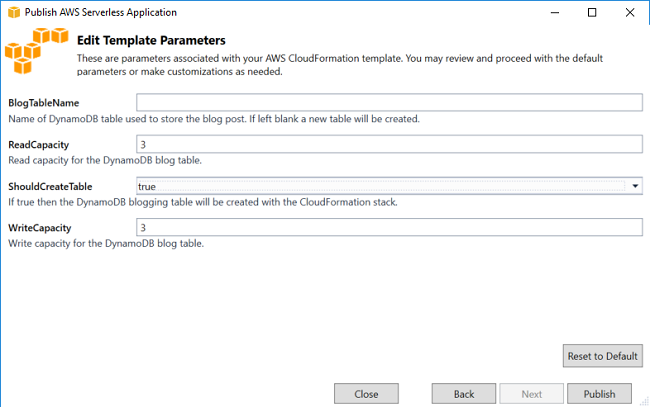 Publish AWS Serverless Application
Edit Template Parameters
These are parameters associated with your AWS CloudFormation template. You may review and proceed with the default
parameters or make customizations as needed.
BlogTableName
Name of DynamoDB table used to store the blog post. If left blank a new table will be created.
ReadCapacity 3
Read capacity for the DynamoDB blog table.
ShouldCreateTable true
If true then the DynamoDB blogging table will be created with the CloudFormation stack.
WriteCapacity 3
Write capacity for the DynamoDB blog table.
Reset to Default
Close Back Next Publish